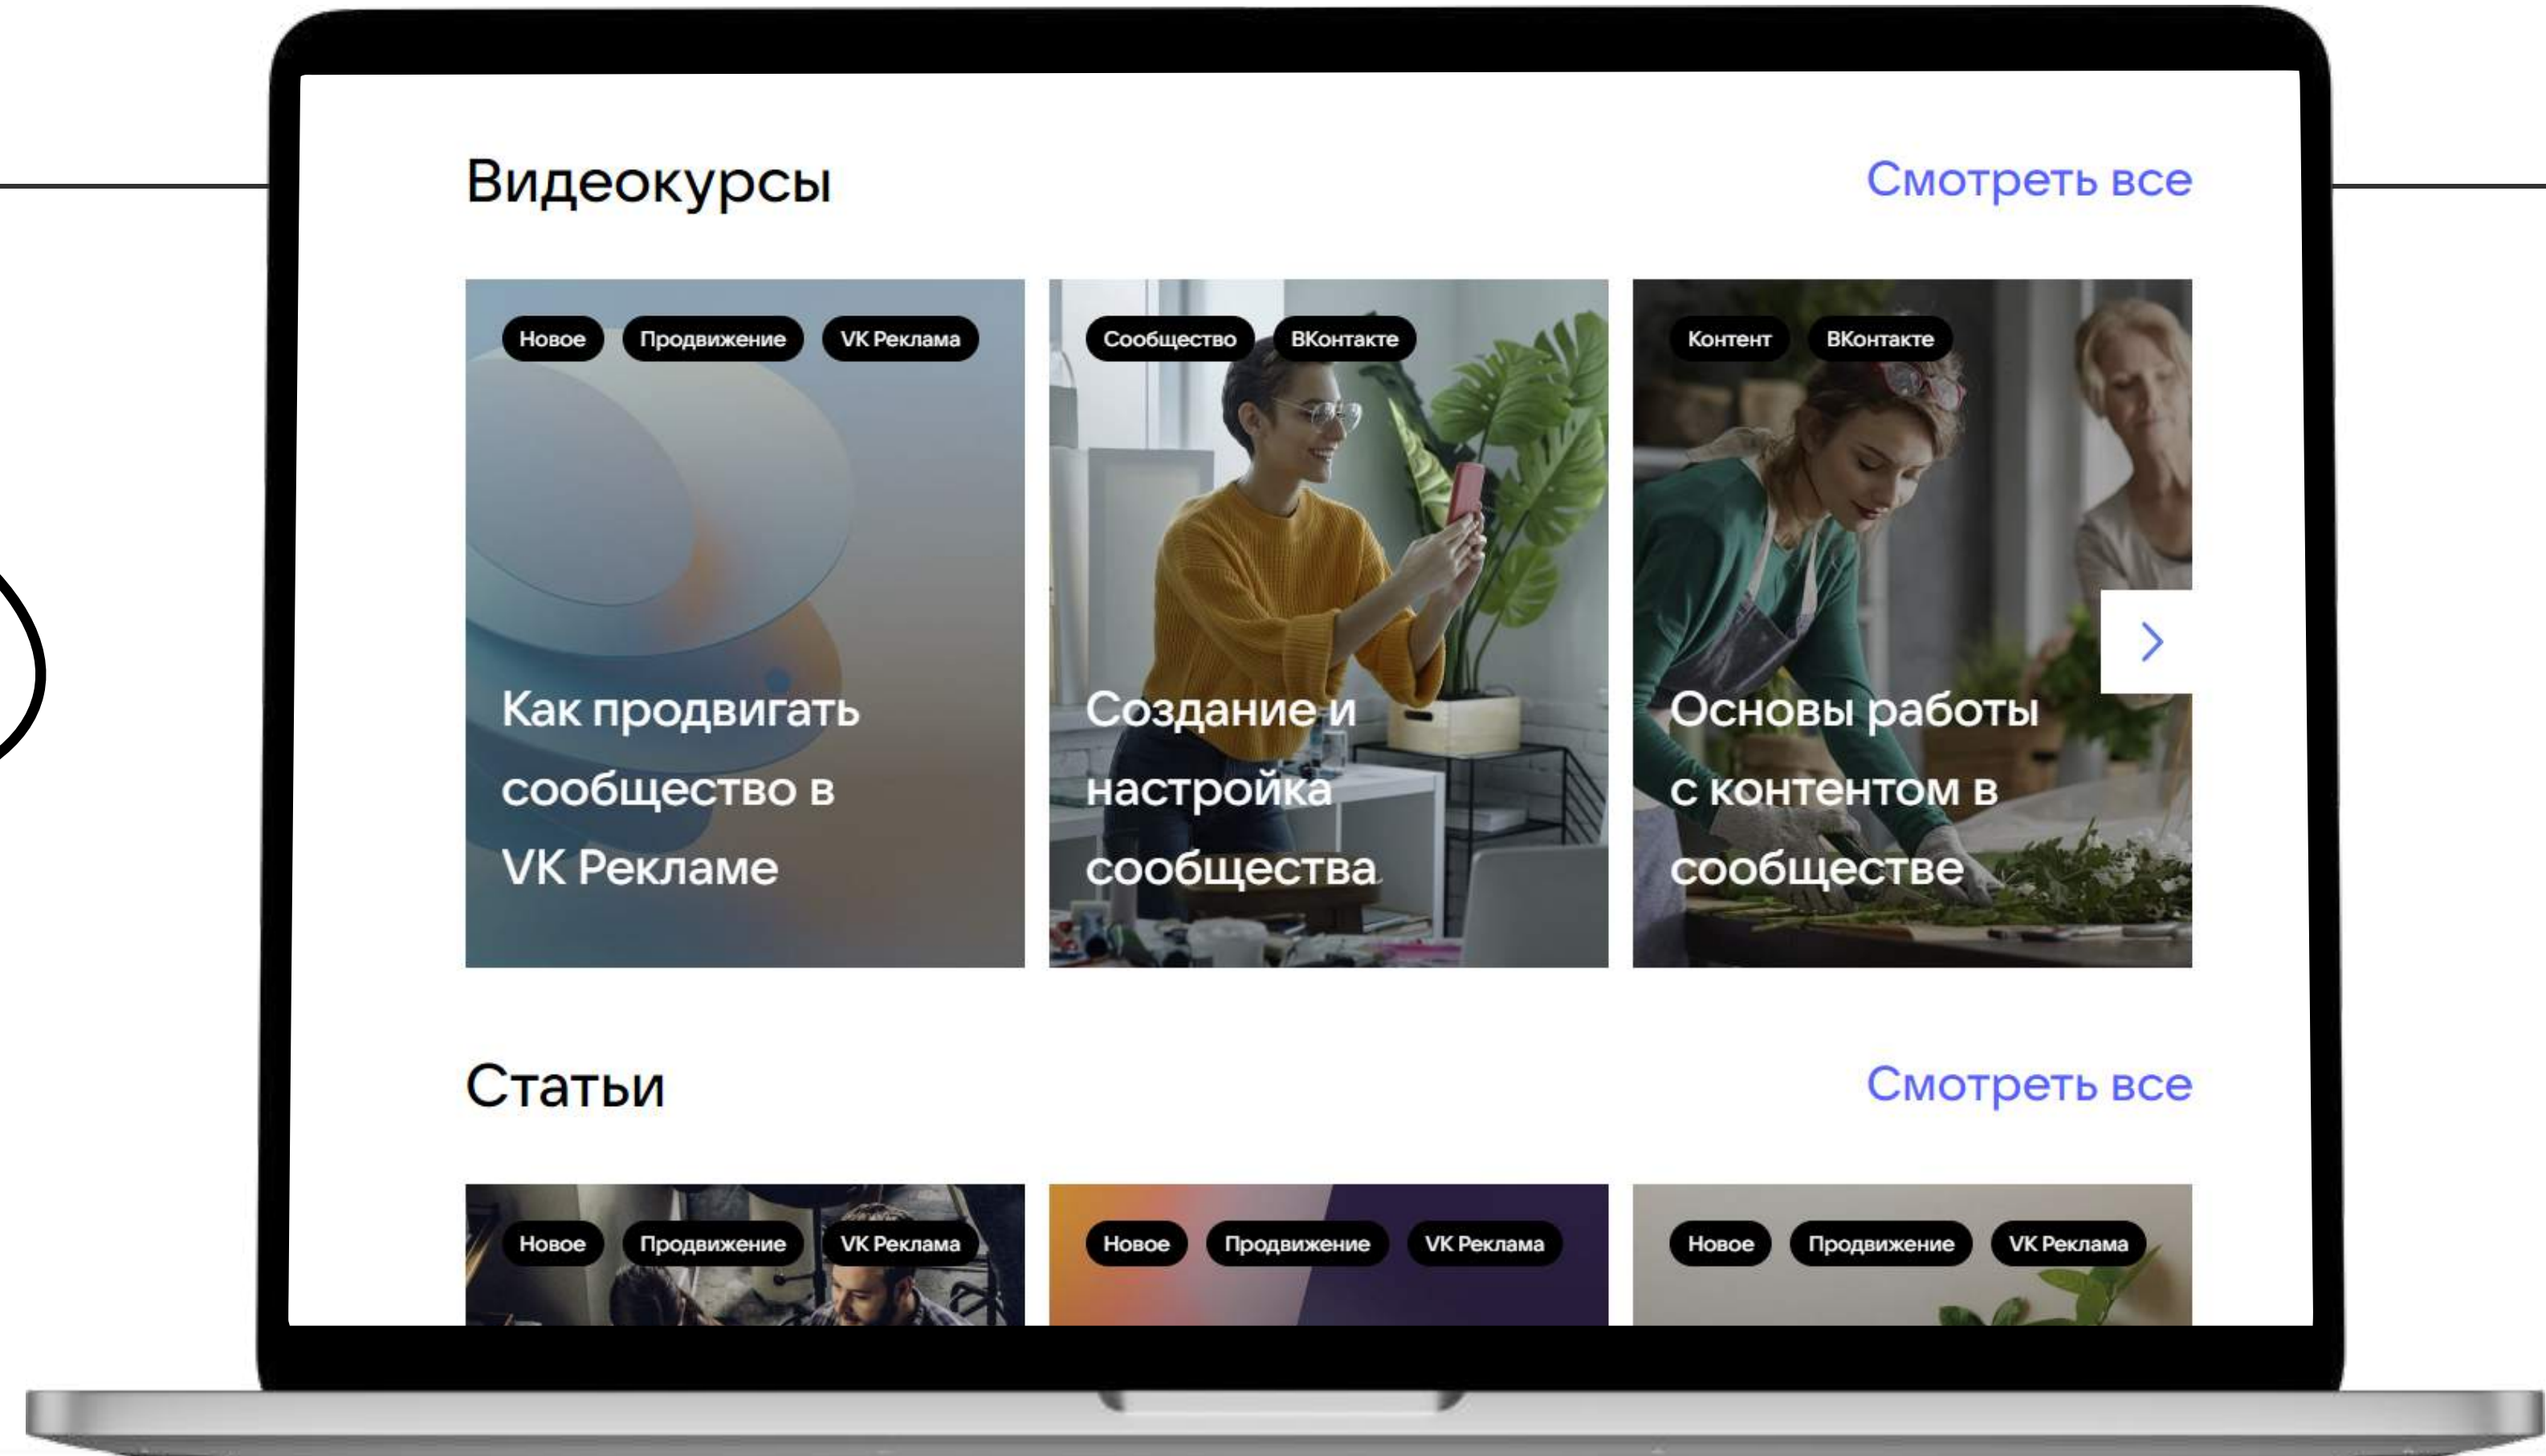 Видеокурсы
Смотреть все
Новое
Продвижение
VK Реклама
Как продвигать
сообщество в
VK Рекламе
Сообщество
ВКонтакте
Создание и
настройка
сообщества
Контент
ВКонтакте
Основы работы
с контентом в
сообществе
Статьи
Смотреть все
Новое
Продвижение
VK Реклама
Новое
Продвижение
VK Реклама
Новое
Продвижение
VK Реклама